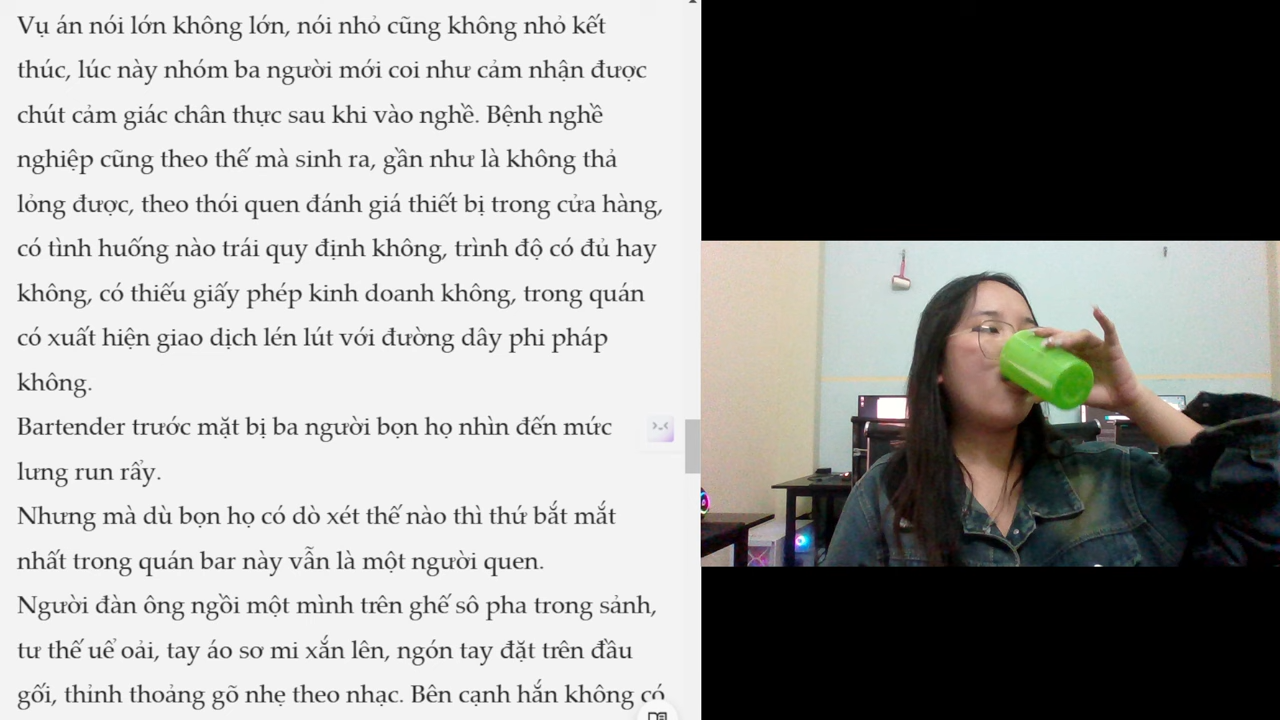 Vụ án nói lớn không lớn, nói nhỏ cũng không nhỏ kết
thúc, lúc này nhóm ba người mới coi như cảm nhận được
chút cảm giác chân thực sau khi vào nghề. Bệnh nghề
nghiệp cũng theo thế mà sinh ra, gần như là không thả
lỏng được, theo thói quen đánh giá thiết bị trong cửa hàng,
có tình huống nào trái quy định không, trình độ có đủ hay
không, có thiếu giấy phép kinh doanh không, trong quán
có xuất hiện giao dịch lén lút với đường dây phi pháp
không.
Bartender trước mặt bị ba người bọn họ nhìn đến mức
lưng run rẩy.
Nhưng mà dù bọn họ có dò xét thế nào thì thứ bắt mắt
nhất trong quán bar này vẫn là một người quen.
Người đàn ông ngồi một mình trên ghế sô pha trong sảnh,
tư thế uể oải, tay áo sơ mi xắn lên, ngón tay đặt trên đầu
gối, thỉnh thoảng gõ nhẹ theo nhạc. Bên cạnh hắn không có